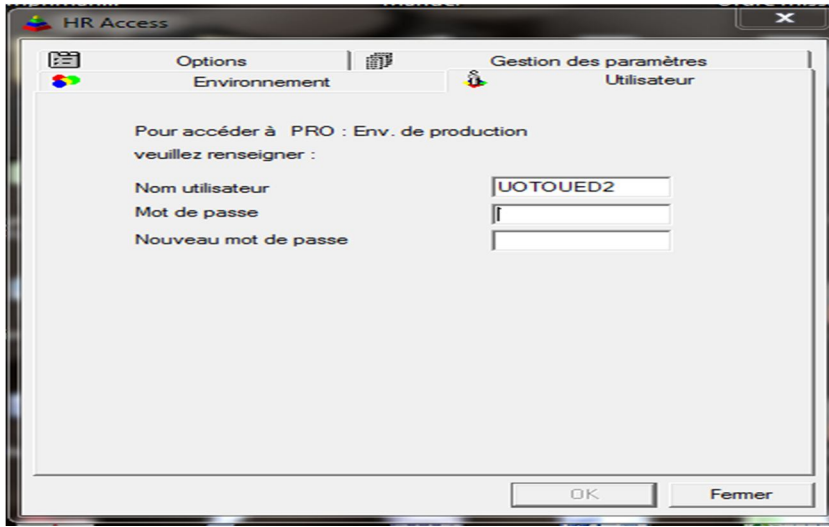 HR Access
Options
Gestion des paramètres
Environnement
Utilisateur
Pour accéder à PRO : Env. de production
veuillez renseigner :
Nom utilisateur UOTOUED2
Mot de passe
Nouveau mot de passe
OK
Fermer